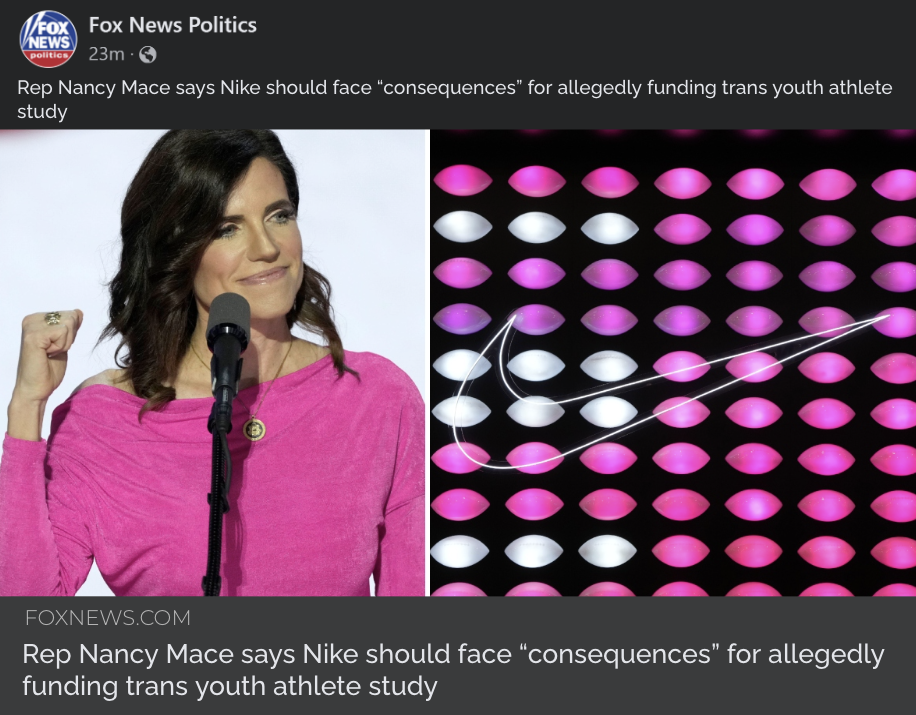 FOX
NEWS
politics
Fox News Politics
23m ·
Rep Nancy Mace says Nike should face “consequences” for allegedly funding trans youth athlete
study
FOXNEWS.COM
Rep Nancy Mace says Nike should face “consequences” for allegedly
funding trans youth athlete study